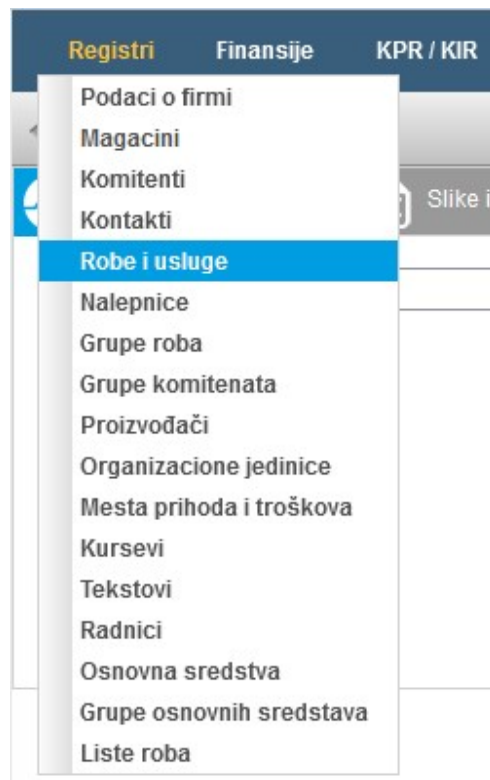 Registri Finansije KPR / KIR
Podaci o firmi
Magacini
Komitenti
Kontakti
Slike i
Robe i usluge
Nalepnice
Grupe roba
Grupe komitenata
Proizvođači
Organizacione jedinice
Mesta prihoda i troškova
Kursevi
Tekstovi
Radnici
Osnovna sredstva
Grupe osnovnih sredstava
Liste roba